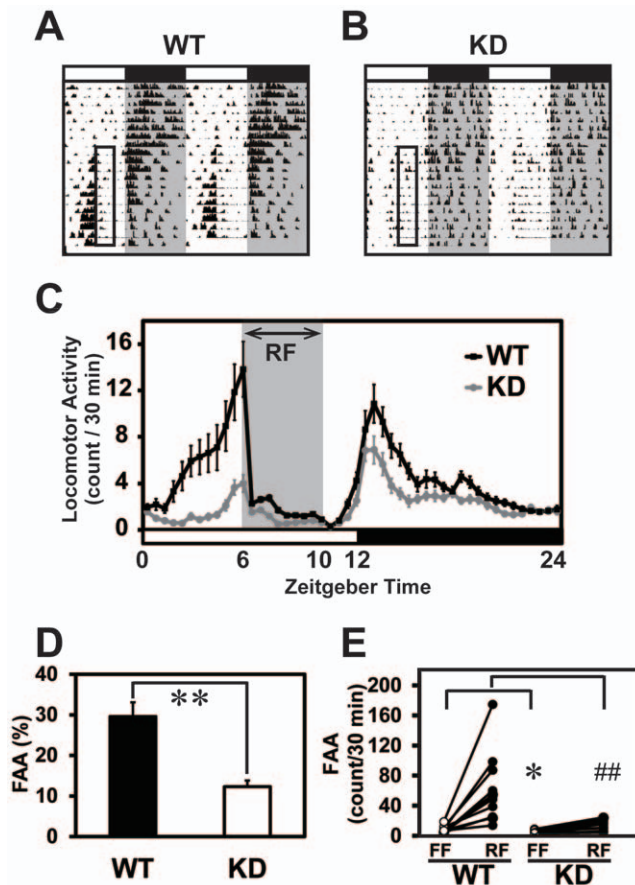 A
B
WT
KD
C
Locomotor Activity
(count / 30 min)
16
12
8
4
0
RF
WT
KD
0
6
10
12
24
Zeitgeber Time
D
FAA (%)
40
30
20
10
0
**
WT
KD
E
FAA
(count/30 min)
200
160
120
80
40
0
*
##
FF
RF
FF
RF
WT
KD